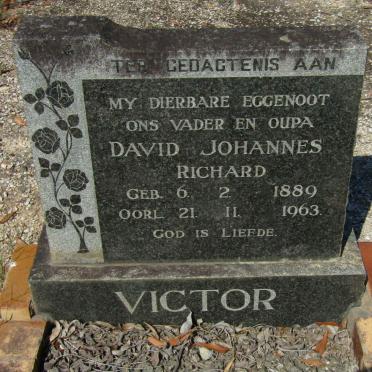 TER GEDAGTENIS AAN
MY DIERBARE EGGENOOT
ONS VADER EN OUPA
DAVID JOHANNES
RICHARD
GEB. 6. 2. 1889
OORL. 21. 11. 1963.
GOD IS LIEFDE.
VICTOR